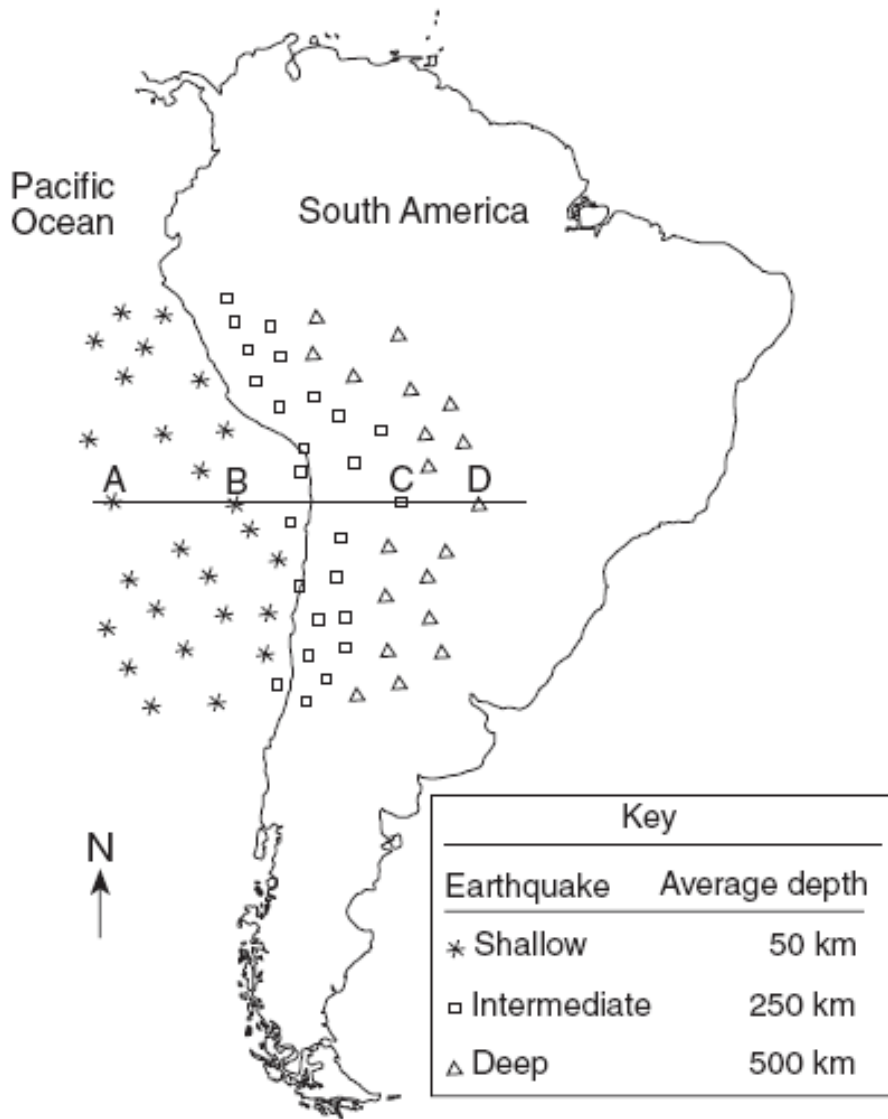 Pacific
Ocean
South America
A
B
C
D
N
Key
Earthquake Average depth
Shallow 50 km
Intermediate 250 km
Deep 500 km